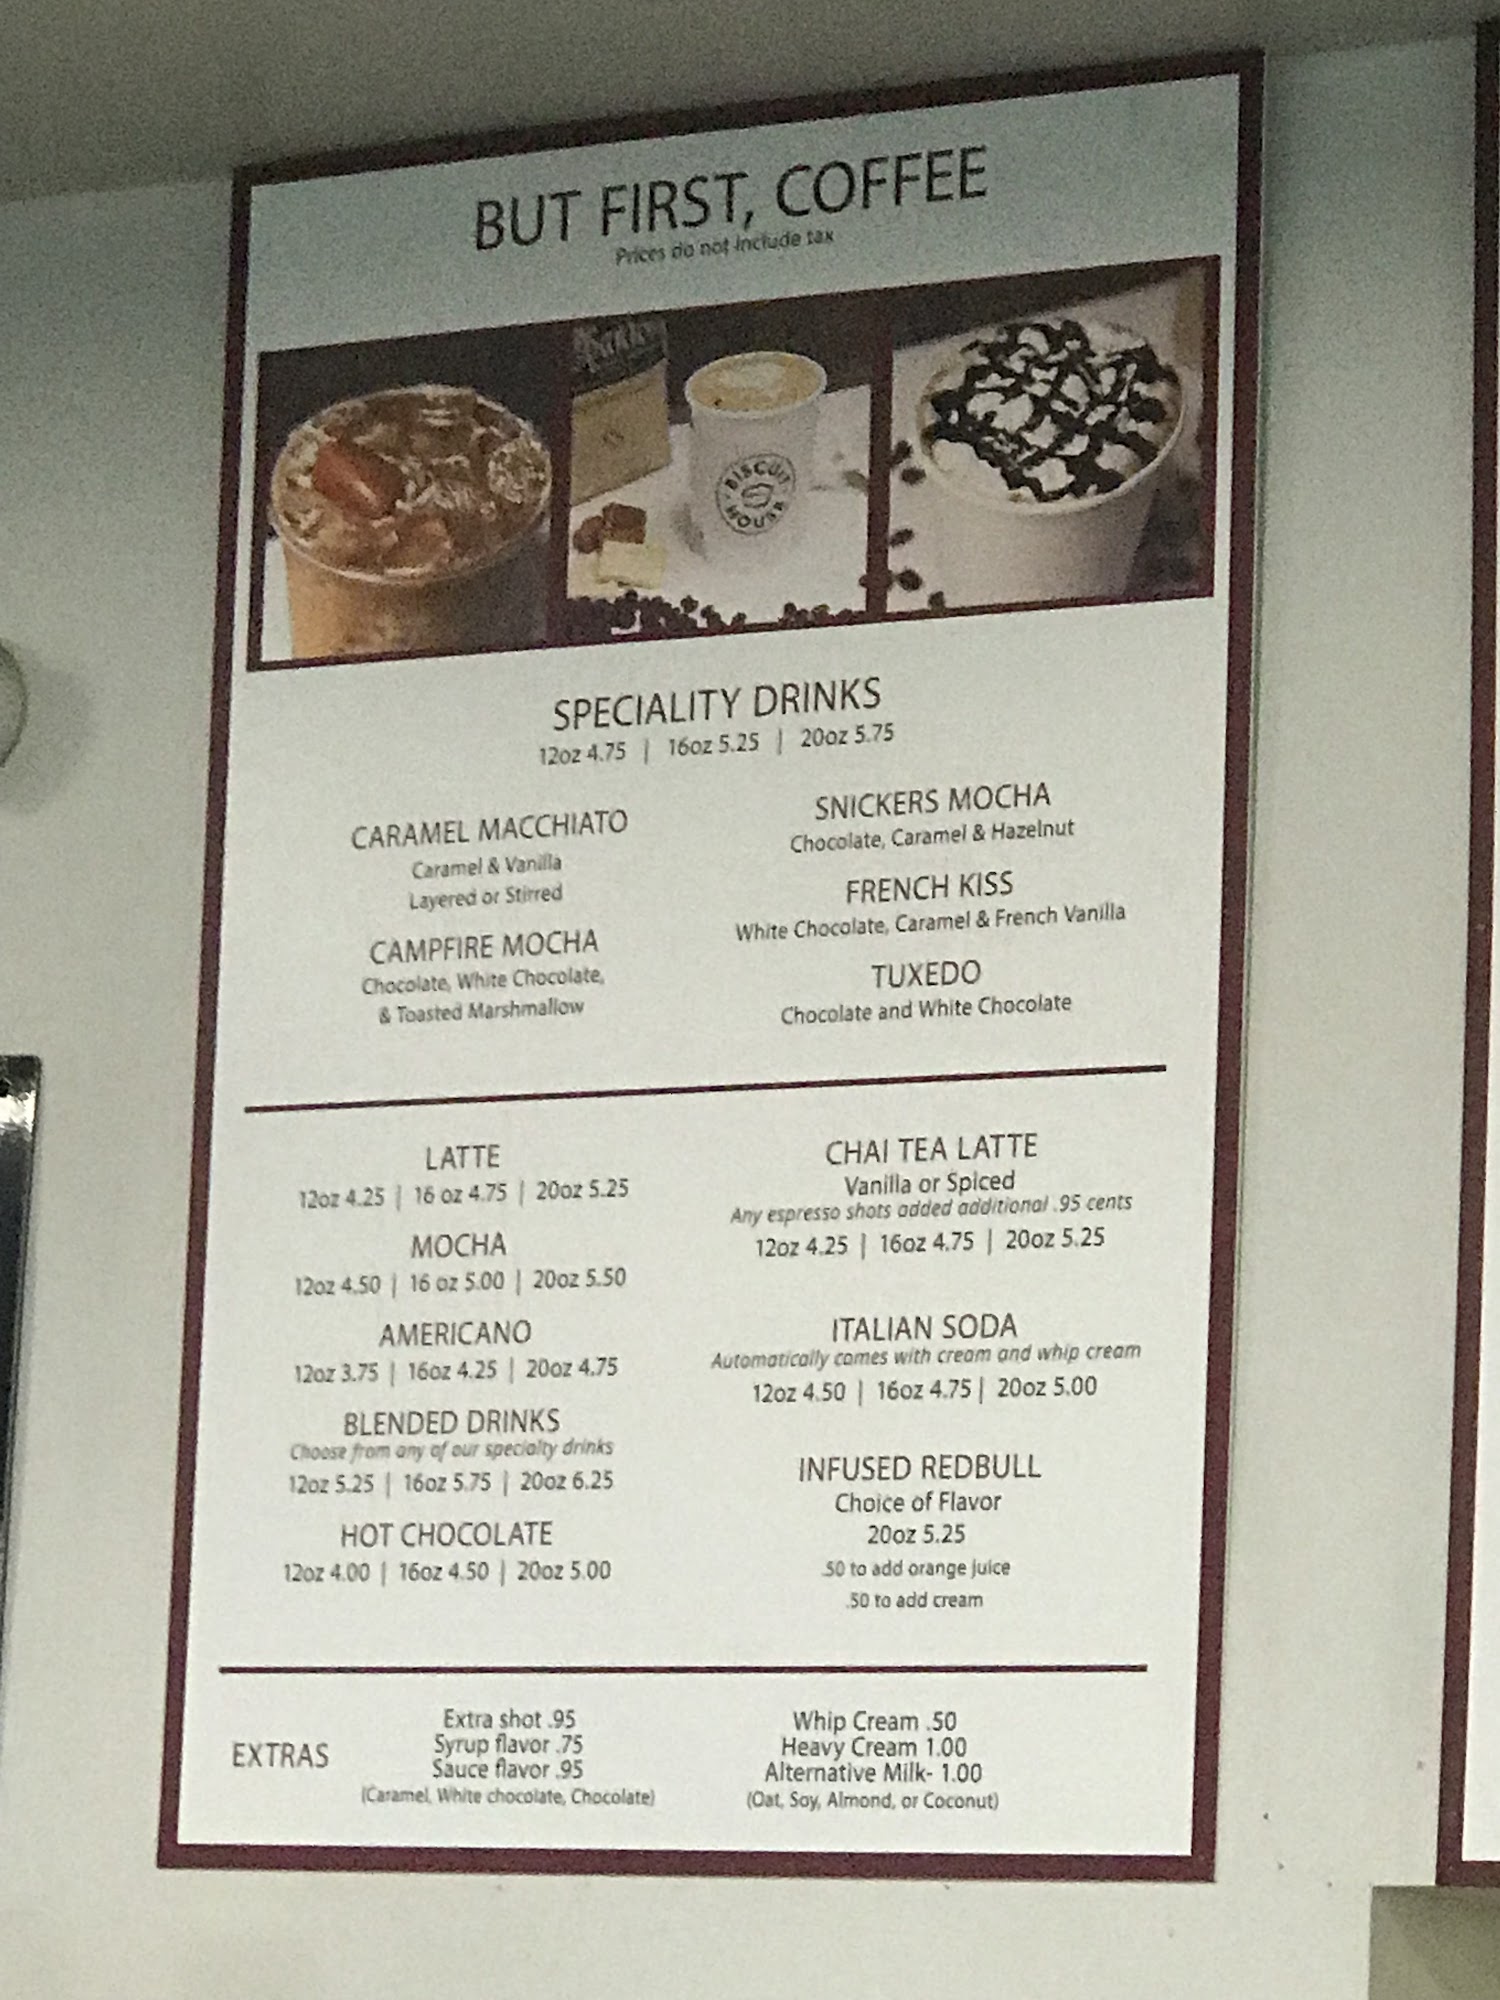 BUT FIRST, COFFEE
Prices do not include tax
BISCUIT
HOUSE
SPECIALITY DRINKS
12oz 4.75 | 16oz 5.25 | 20oz 5.75
CARAMEL MACCHIATO
Caramel & Vanilla
Layered or Stirred
CAMPFIRE MOCHA
Chocolate, White Chocolate,
& Toasted Marshmallow
SNICKERS MOCHA
Chocolate, Caramel & Hazelnut
FRENCH KISS
White Chocolate, Caramel & French Vanilla
TUXEDO
Chocolate and White Chocolate
LATTE
12oz 4.25 | 16 oz 4.75 | 20oz 5.25
MOCHA
12oz 4.50 | 16 oz 5.00 | 20oz 5.50
AMERICANO
12oz 3.75 | 16oz 4.25 | 20oz 4.75
BLENDED DRINKS
Choose from any of our specialty drinks
12oz 5.25 | 16oz 5.75 | 20oz 6.25
HOT CHOCOLATE
12oz 4.00 | 16oz 4.50 | 20oz 5.00
CHAI TEA LATTE
Vanilla or Spiced
Any espresso shots added additional .95 cents
12oz 4.25 | 16oz 4.75 | 20oz 5.25
ITALIAN SODA
Automatically comes with cream and whip cream
12oz 4.50 | 16oz 4.75 | 20oz 5.00
INFUSED REDBULL
Choice of Flavor
20oz 5.25
.50 to add orange juice
.50 to add cream
EXTRAS
Extra shot .95
Syrup flavor .75
Sauce flavor .95
(Caramel, White chocolate, Chocolate)
Whip Cream .50
Heavy Cream 1.00
Alternative Milk- 1.00
(Oat, Soy, Almond, or Coconut)